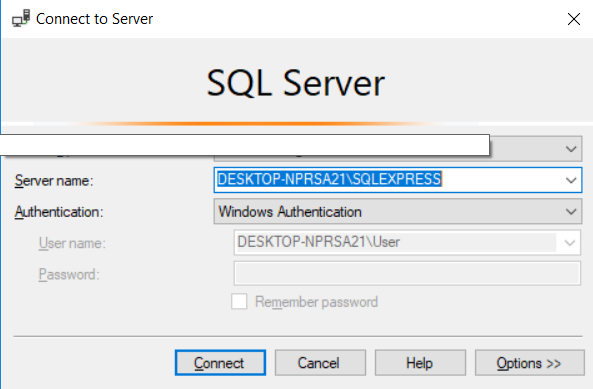 Connect to Server
SQL Server
Server name: DESKTOP-NPRSA21\SQLEXPRESS
Authentication: Windows Authentication
User name: DESKTOP-NPRSA21\User
Password:
Remember password
Connect Cancel Help Options >>